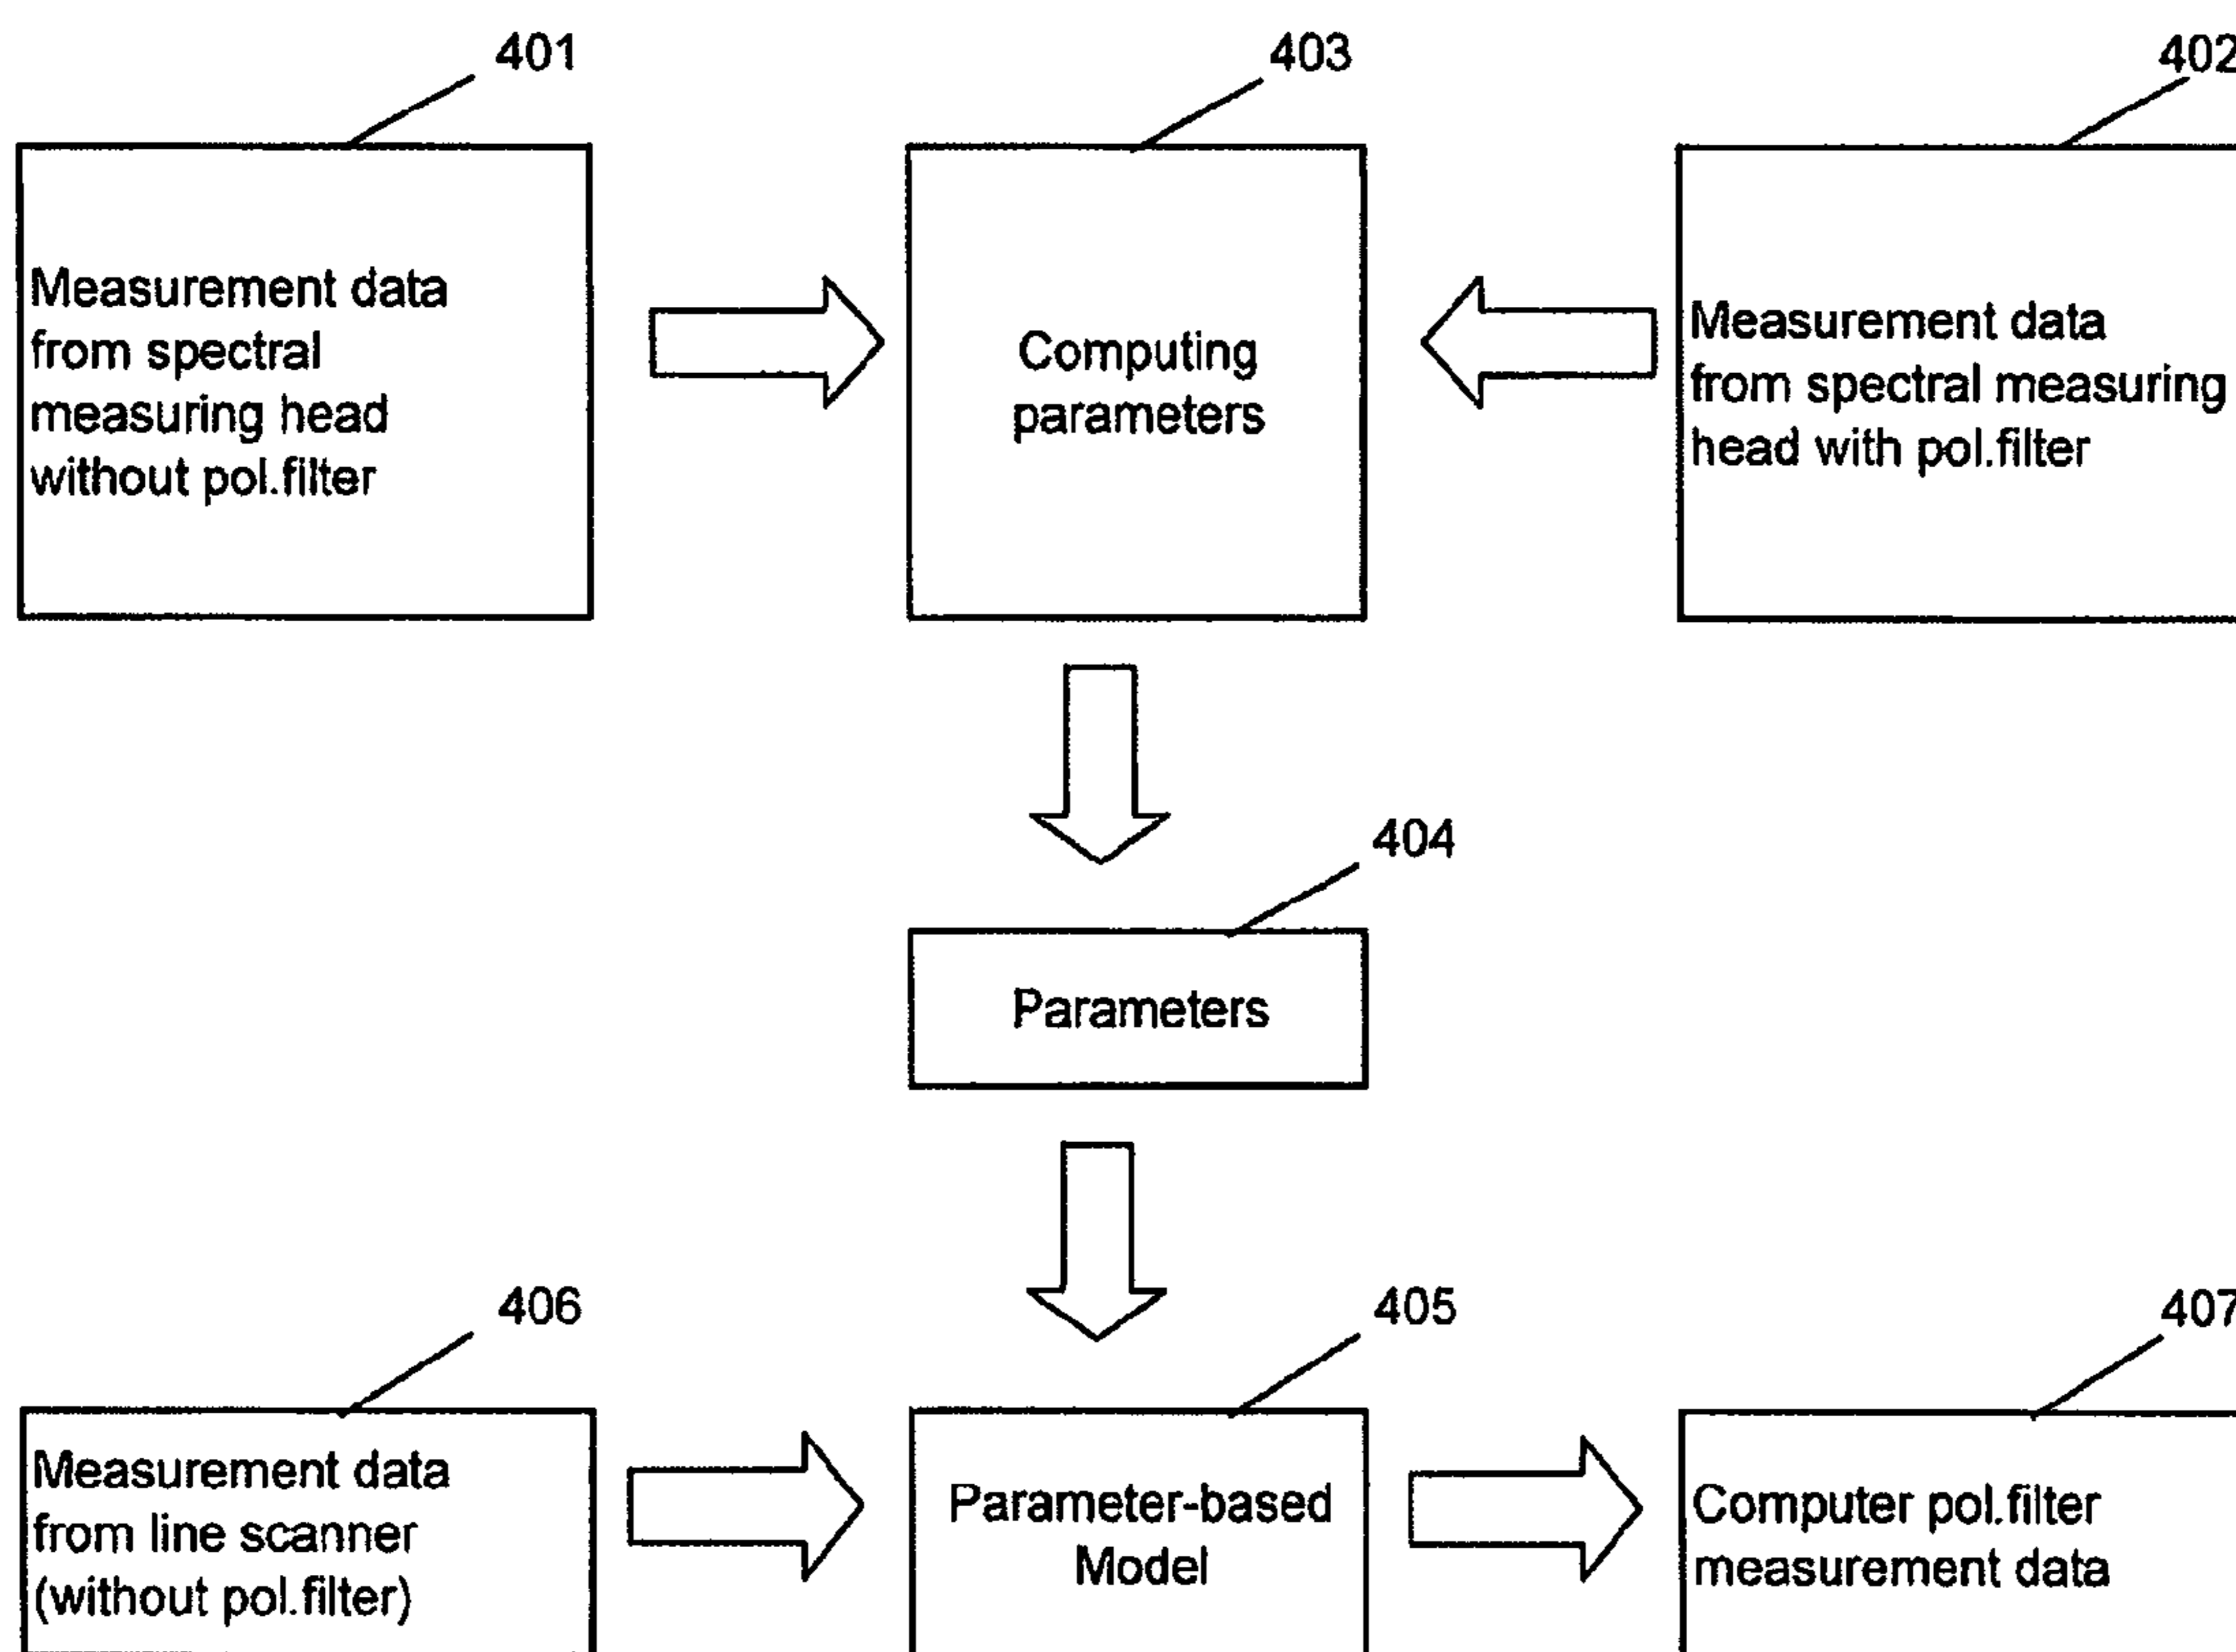 401
403
402
Measurement data
from spectral
measuring head
without pol.filter
Computing
parameters
Measurement data
from spectral measuring
head with pol.filter
404
Parameters
406
405
407
Measurement data
from line scanner
(without pol.filter)
Parameter-based
Model
Computer pol.filter
measurement data